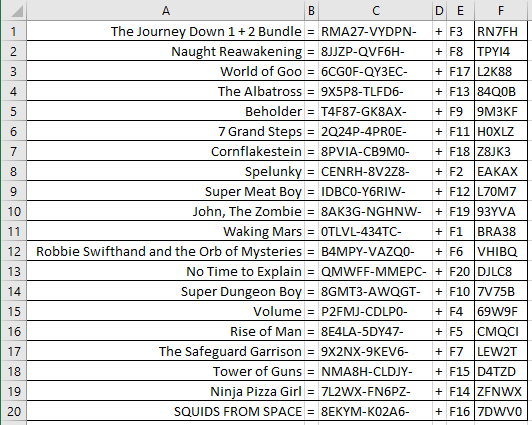 A B C D E F
1 The Journey Down 1 + 2 Bundle = RMA27-VYDPN- + F3 RN7FH
2 Naught Reawakening = 8JJZP-QVF6H- + F8 TPYI4
3 World of Goo = 6CG0F-QY3EC- + F17 L2K88
4 The Albatross = 9X5P8-TLFD6- + F13 84Q0B
5 Beholder = T4F87-GK8AX- + F9 9M3KF
6 7 Grand Steps = 2Q24P-4PR0E- + F11 H0XLZ
7 Cornflakestein = 8PVIA-CB9M0- + F18 Z8JK3
8 Spelunky = CENRH-8V2Z8- + F2 EAKAX
9 Super Meat Boy = IDBC0-Y6RIW- + F12 L70M7
10 John, The Zombie = 8AK3G-NGHNW- + F19 93YVA
11 Waking Mars = 0TLVL-434TC- + F1 BRA38
12 Robbie Swifthand and the Orb of Mysteries = B4MPY-VAZQ0- + F6 VHIBQ
13 No Time to Explain = QMWFF-MMEPC- + F20 DJLC8
14 Super Dungeon Boy = 8GMT3-AWQGT- + F10 7V75B
15 Volume = P2FMJ-CDLP0- + F4 69W9F
16 Rise of Man = 8E4LA-5DY47- + F5 CMQCI
17 The Safeguard Garrison = 9X2NX-9KEV6- + F7 LEW2T
18 Tower of Guns = NMA8H-CLDJY- + F15 D4TZD
19 Ninja Pizza Girl = 7L2WX-FN6PZ- + F14 ZFNWX
20 SQUIDS FROM SPACE = 8EKYM-K02A6- + F16 7DWV0